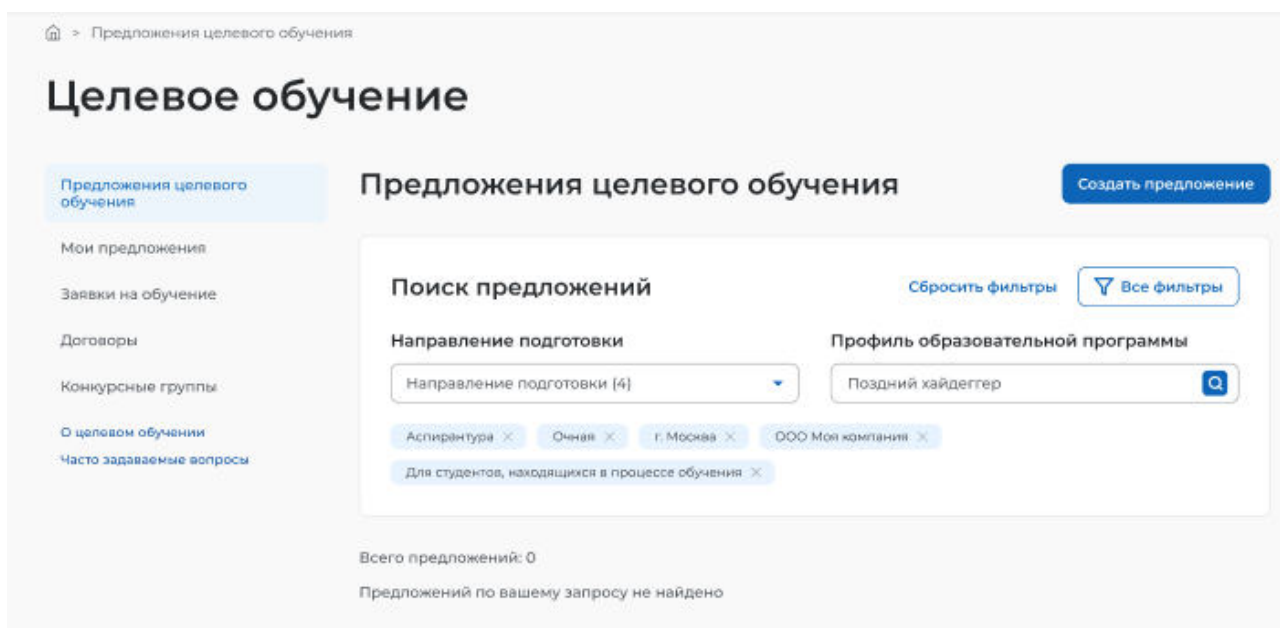 > Предложения целевого обучения
Целевое обучение
Предложения целевого
обучения
Мои предложения
Заявки на обучение
Договоры
Конкурсные группы
О целевом обучении
Часто задаваемые вопросы
Предложения целевого обучения
Создать предложение
Поиск предложений
Сбросить фильтры
Все фильтры
Направление подготовки
Профиль образовательной программы
Направление подготовки (4)
Поздний хайдеггер
Аспирантура × Очная × г. Москва × ООО Моя компания ×
Для студентов, находящихся в процессе обучения ×
Всего предложений: 0
Предложений по вашему запросу не найдено